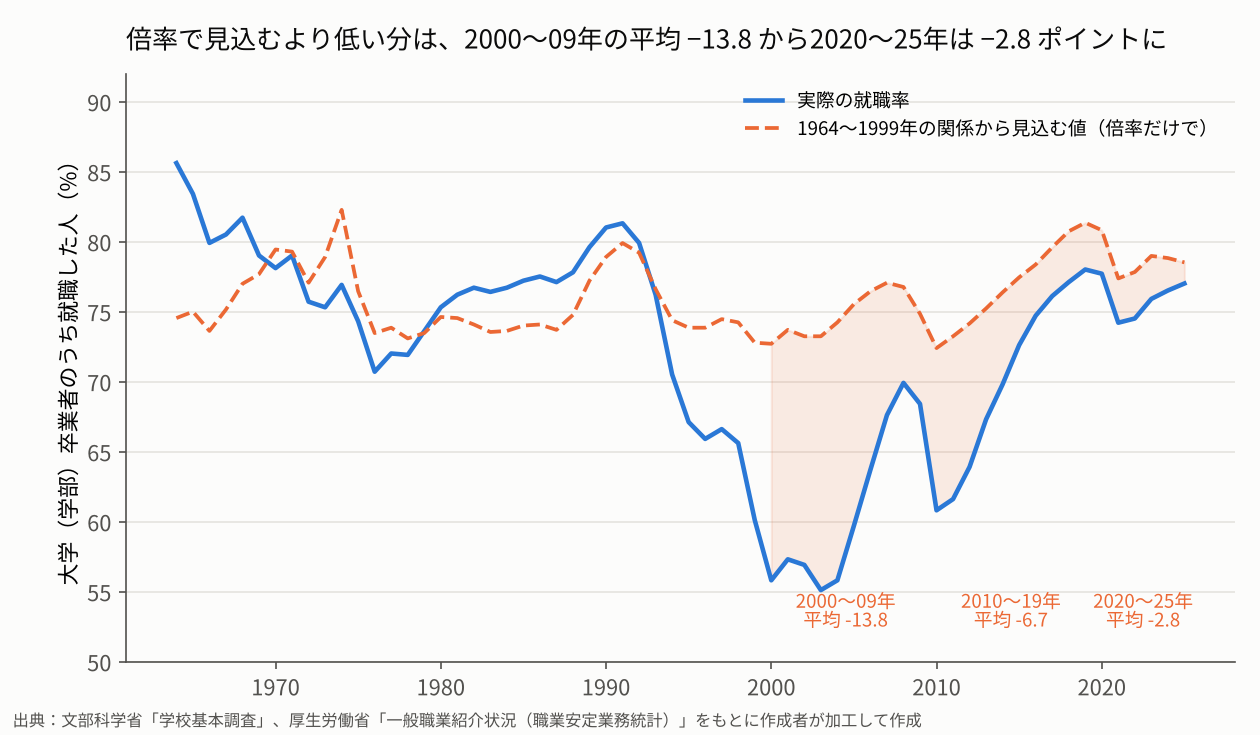 倍率で見込むより低い分は、2000～09年の平均 −13.8 から2020～25年は −2.8 ポイントに
実際の就職率
1964～1999年の関係から見込む値（倍率だけで）
大学（学部）卒業者のうち就職した人（%）
90
85
80
75
70
65
60
55
50
2000～09年
平均 -13.8
2010～19年
平均 -6.7
2020～25年
平均 -2.8
1970
1980
1990
2000
2010
2020
出典：文部科学省「学校基本調査」、厚生労働省「一般職業紹介状況（職業安定業務統計）」をもとに作成者が加工して作成